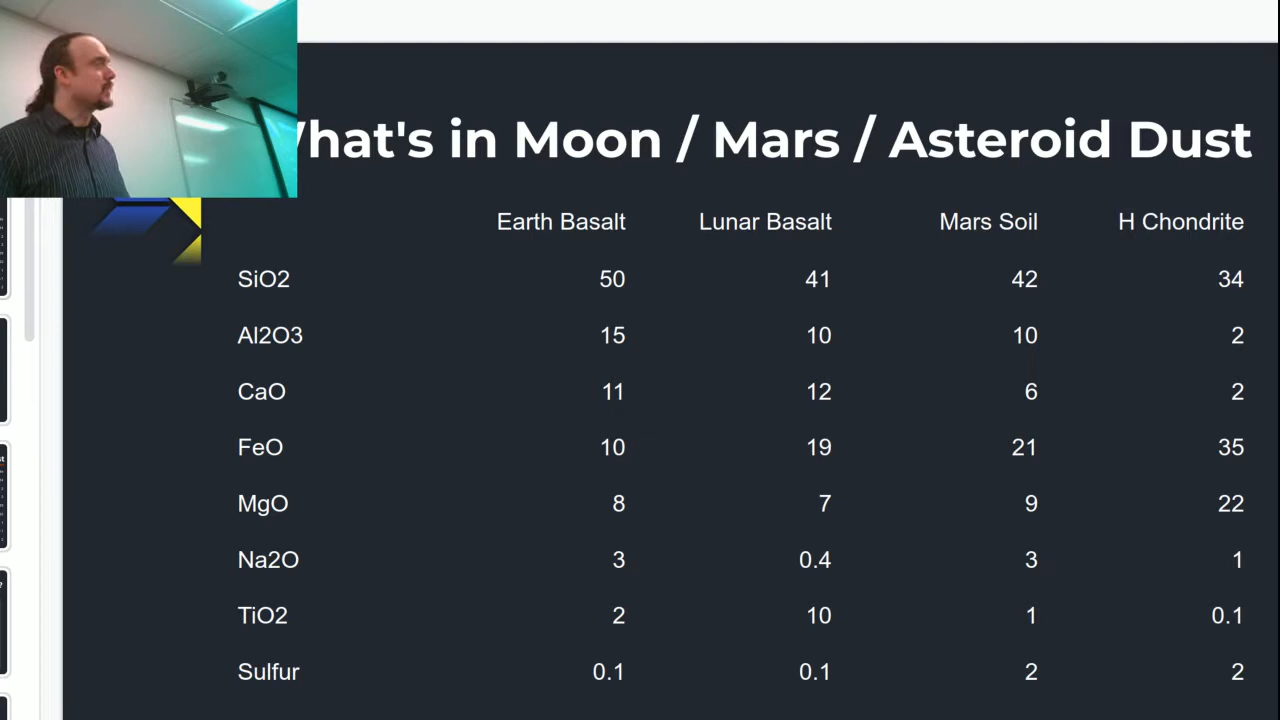 What's in Moon / Mars / Asteroid Dust
Earth Basalt Lunar Basalt Mars Soil H Chondrite
SiO2 50 41 42 34
Al2O3 15 10 10 2
CaO 11 12 6 2
FeO 10 19 21 35
MgO 8 7 9 22
Na2O 3 0.4 3 1
TiO2 2 10 1 0.1
Sulfur 0.1 0.1 2 2